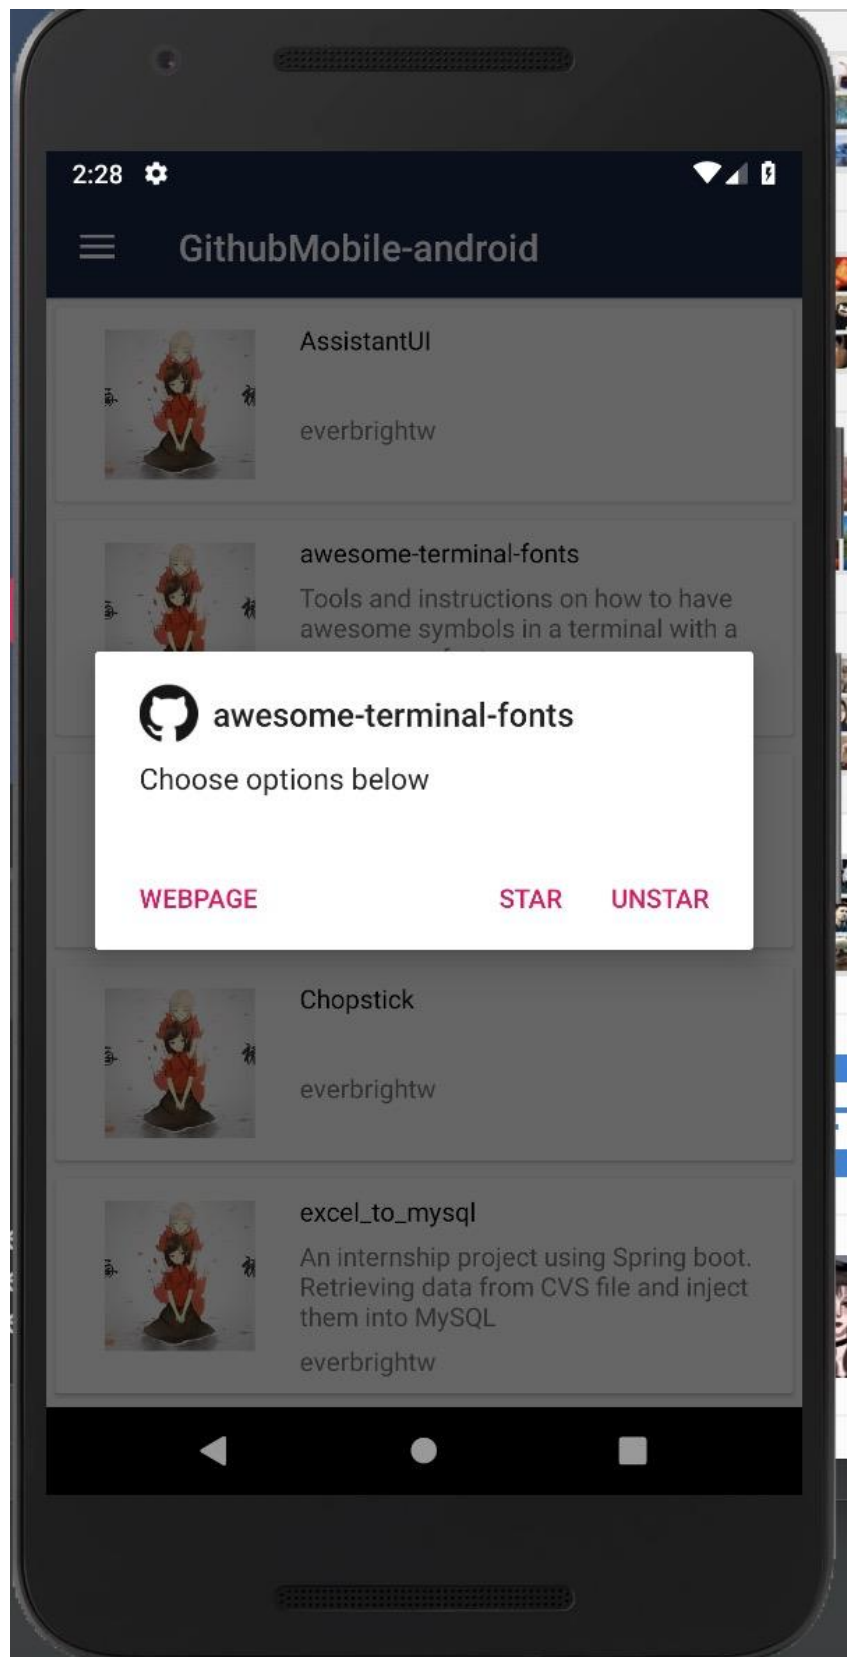 2:28
GithubMobile-android
AssistantUI
everbrightw
awesome-terminal-fonts
Tools and instructions on how to have
awesome symbols in a terminal with a
awesome-terminal-fonts
Choose options below
WEBPAGE STAR UNSTAR
Chopstick
everbrightw
excel_to_mysql
An internship project using Spring boot.
Retrieving data from CVS file and inject
them into MySQL
everbrightw